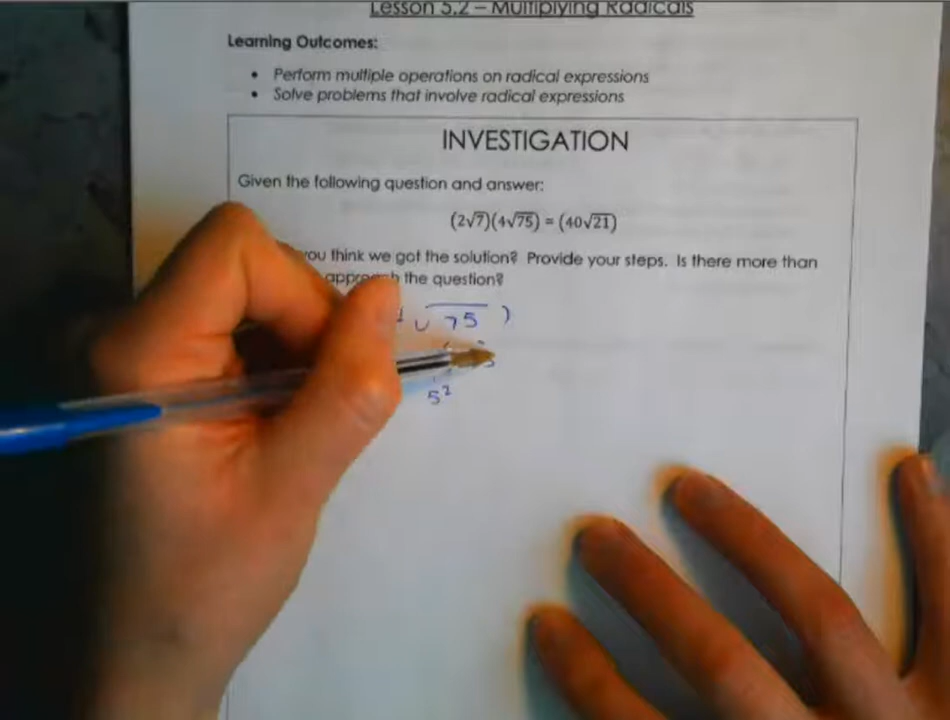 Lesson 5.2 – Multiplying Radicals
Learning Outcomes:
• Perform multiple operations on radical expressions
• Solve problems that involve radical expressions
INVESTIGATION
Given the following question and answer:
(2√7)(4√75) = (40√21)
you think we got the solution? Provide your steps. Is there more than
the question?
√75 )
5²